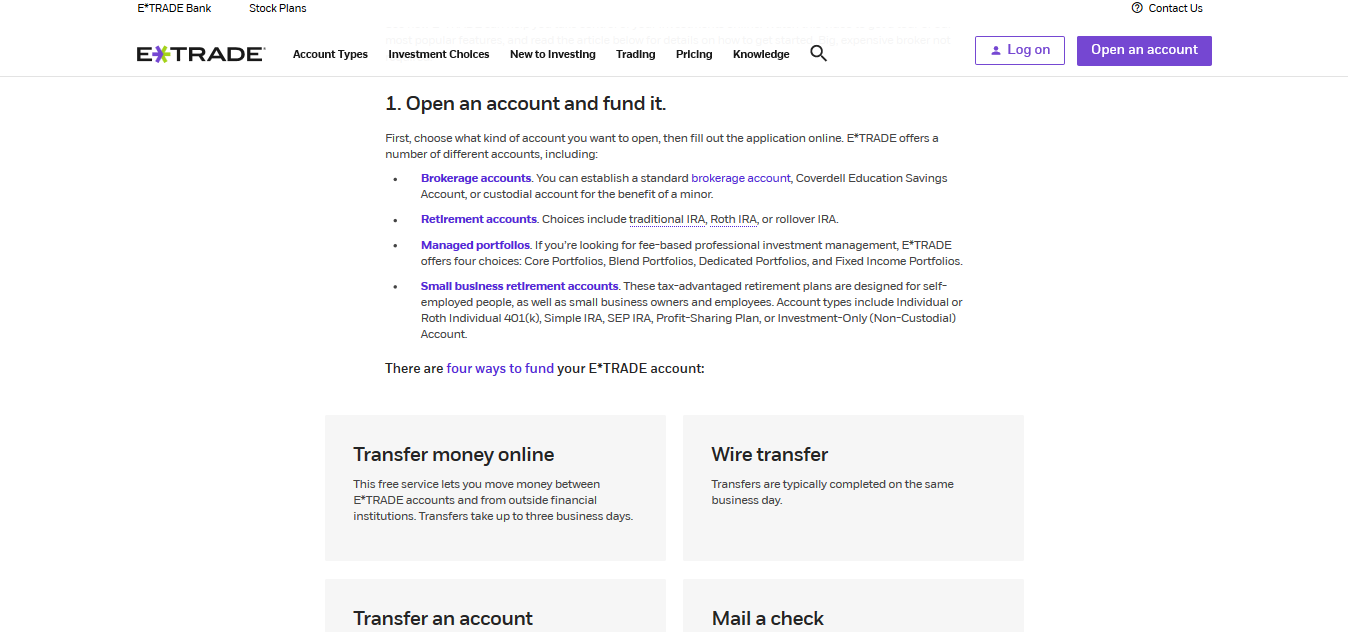 E*TRADE Bank Stock Plans Contact Us
E*TRADE Account Types Investment Choices New to Investing Trading Pricing Knowledge Log on Open an account
1. Open an account and fund it.
First, choose what kind of account you want to open, then fill out the application online. E*TRADE offers a
number of different accounts, including:
• Brokerage accounts. You can establish a standard brokerage account, Coverdell Education Savings
Account, or custodial account for the benefit of a minor.
• Retirement accounts. Choices include traditional IRA, Roth IRA, or rollover IRA.
• Managed portfolios. If you're looking for fee-based professional investment management, E*TRADE
offers four choices: Core Portfolios, Blend Portfolios, Dedicated Portfolios, and Fixed Income Portfolios.
• Small business retirement accounts. These tax-advantaged retirement plans are designed for self-
employed people, as well as small business owners and employees. Account types include Individual or
Roth Individual 401(k), Simple IRA, SEP IRA, Profit-Sharing Plan, or Investment-Only (Non-Custodial)
Account.
There are four ways to fund your E*TRADE account:
Transfer money online
This free service lets you move money between
E*TRADE accounts and from outside financial
institutions. Transfers take up to three business days.
Wire transfer
Transfers are typically completed on the same
business day.
Transfer an account
Mail a check